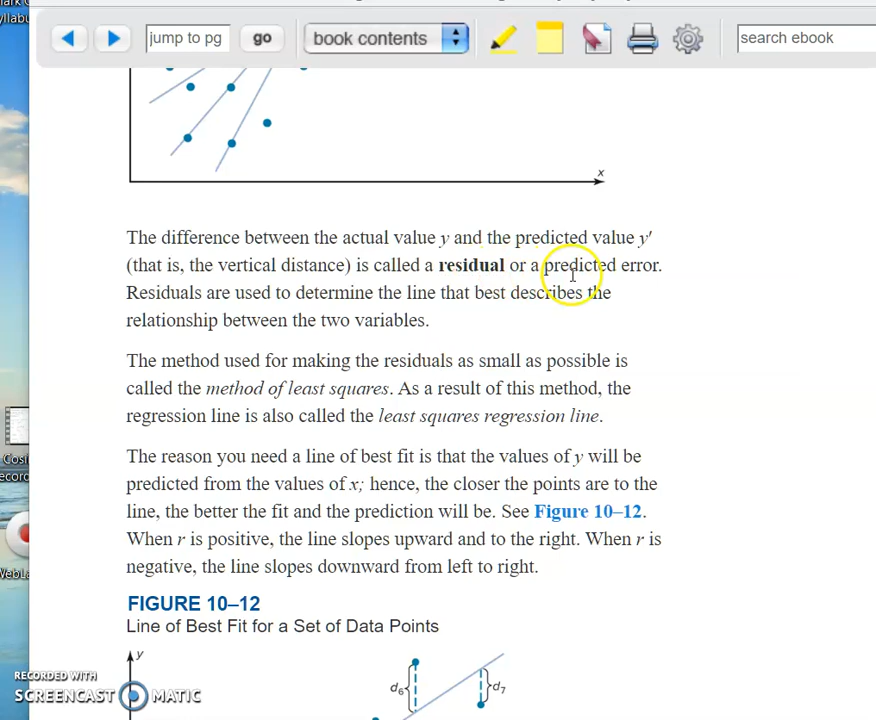 yllabu
jump to pg go book contents search ebook
x
The difference between the actual value y and the predicted value y′
(that is, the vertical distance) is called a residual or a predicted error.
Residuals are used to determine the line that best describes the
relationship between the two variables.
The method used for making the residuals as small as possible is
called the method of least squares. As a result of this method, the
regression line is also called the least squares regression line.
The reason you need a line of best fit is that the values of y will be
predicted from the values of x; hence, the closer the points are to the
line, the better the fit and the prediction will be. See Figure 10–12.
When r is positive, the line slopes upward and to the right. When r is
negative, the line slopes downward from left to right.
FIGURE 10–12
Line of Best Fit for a Set of Data Points
y
d6
d7
ecor
WebLa
RECORDED WITH
SCREENCAST MATIC